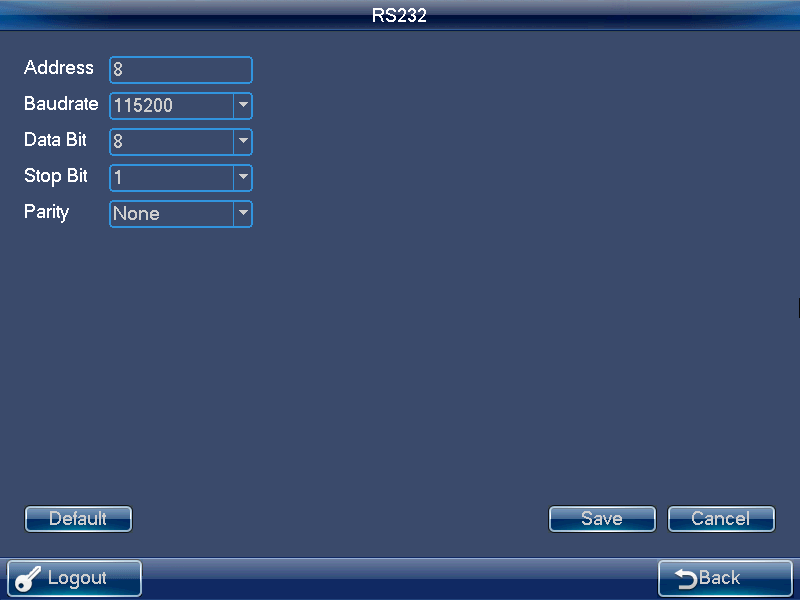 RS232
Address 8
Baudrate 115200
Data Bit 8
Stop Bit 1
Parity None
Default Save Cancel
Logout Back